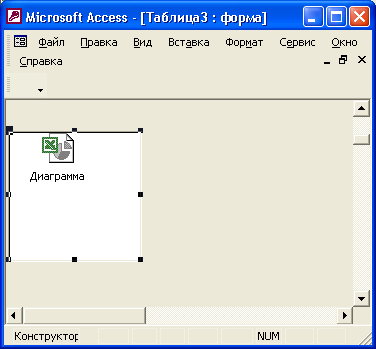 Microsoft Access - [Таблица3 : форма]
Файл Правка Вид Вставка Формат Сервис Окно
Справка
Диаграмма
Конструктор NUM